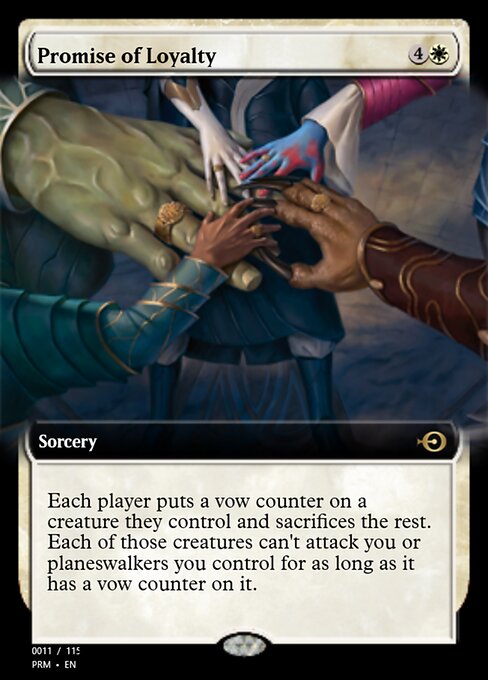 Promise of Loyalty 4
Sorcery
Each player puts a vow counter on a
creature they control and sacrifices the rest.
Each of those creatures can't attack you or
planeswalkers you control for as long as it
has a vow counter on it.
0011 / 115
PRM • EN